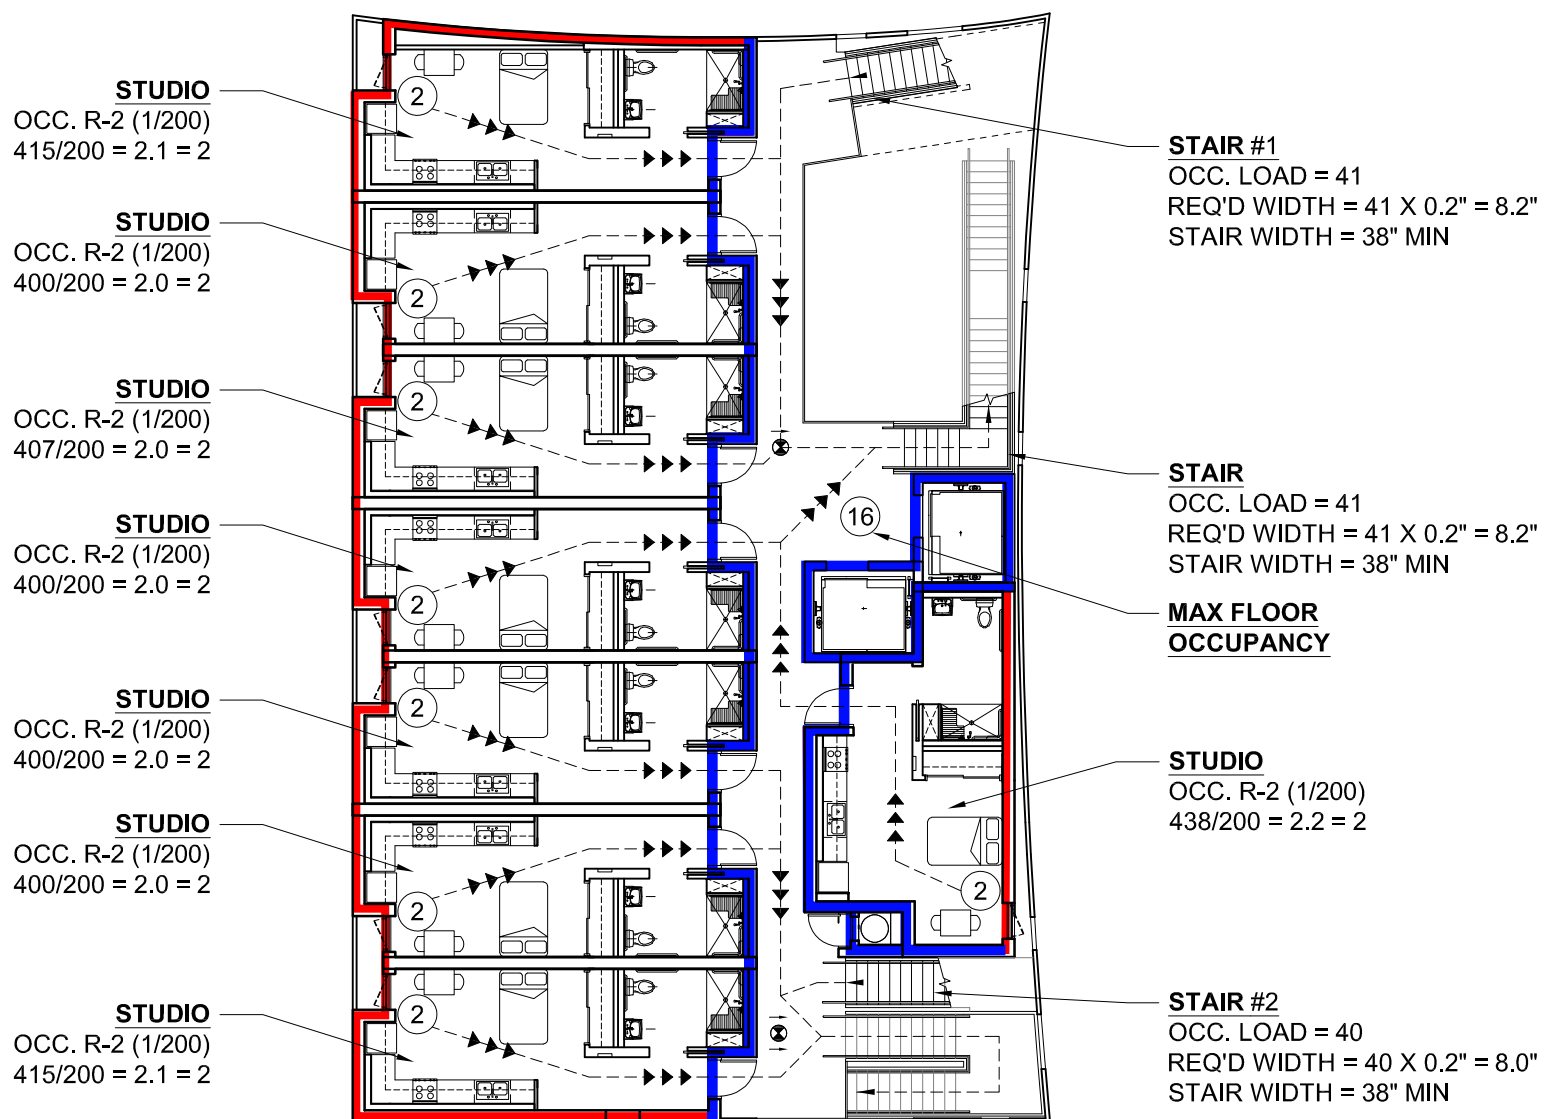 STUDIO
OCC. R-2 (1/200)
415/200 = 2.1 = 2
STUDIO
OCC. R-2 (1/200)
400/200 = 2.0 = 2
STUDIO
OCC. R-2 (1/200)
407/200 = 2.0 = 2
STUDIO
OCC. R-2 (1/200)
400/200 = 2.0 = 2
STUDIO
OCC. R-2 (1/200)
400/200 = 2.0 = 2
STUDIO
OCC. R-2 (1/200)
400/200 = 2.0 = 2
STUDIO
OCC. R-2 (1/200)
415/200 = 2.1 = 2
2
2
2
2
2
2
2
16
2
STAIR #1
OCC. LOAD = 41
REQ'D WIDTH = 41 X 0.2" = 8.2"
STAIR WIDTH = 38" MIN
STAIR
OCC. LOAD = 41
REQ'D WIDTH = 41 X 0.2" = 8.2"
STAIR WIDTH = 38" MIN
MAX FLOOR
OCCUPANCY
STUDIO
OCC. R-2 (1/200)
438/200 = 2.2 = 2
STAIR #2
OCC. LOAD = 40
REQ'D WIDTH = 40 X 0.2" = 8.0"
STAIR WIDTH = 38" MIN